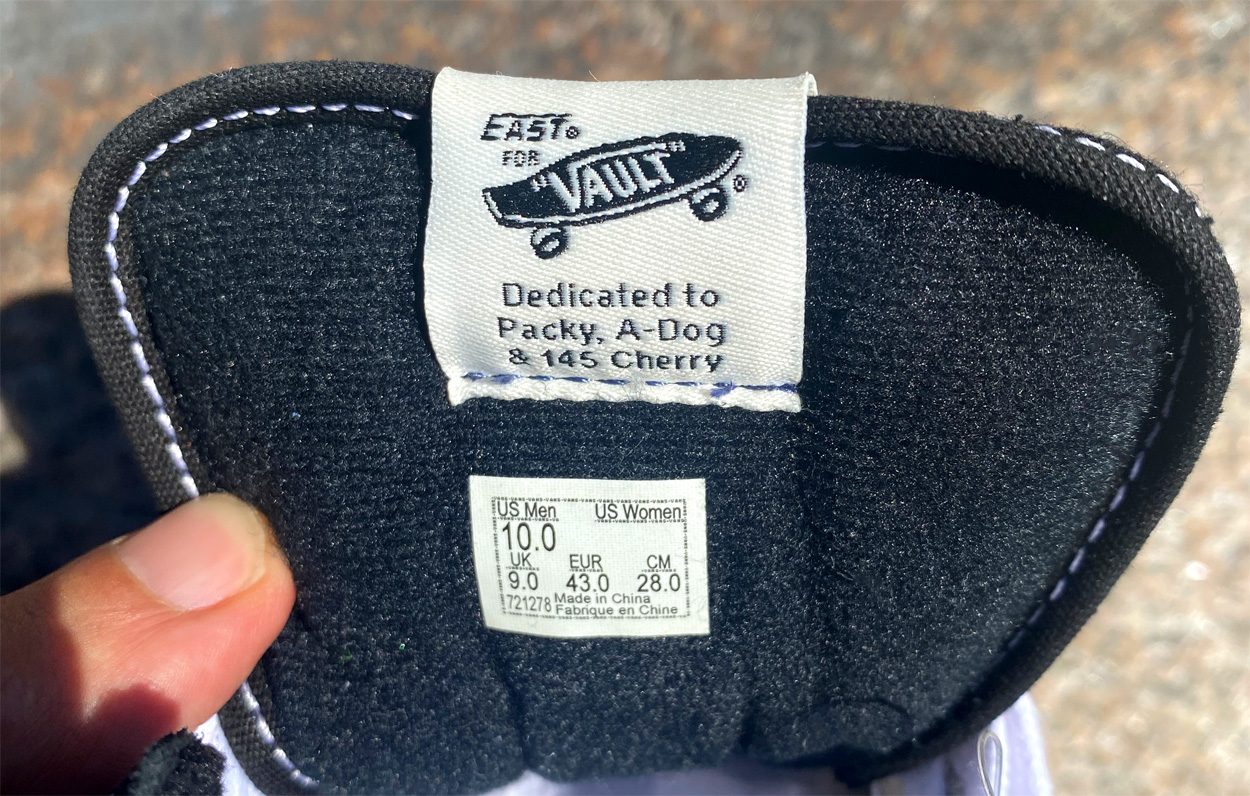 EAST®
FOR
"VAULT"®
Dedicated to
Packy, A-Dog
& 145 Cherry
US Men US Women
10.0
UK EUR CM
9.0 43.0 28.0
721278 Made in China
Fabrique en Chine